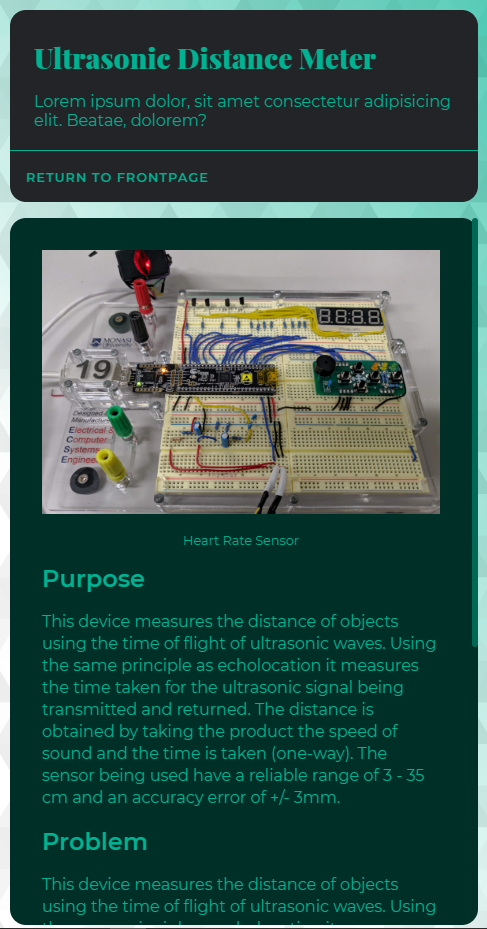 Ultrasonic Distance Meter
Lorem ipsum dolor, sit amet consectetur adipisicing
elit. Beatae, dolorem?
RETURN TO FRONTPAGE
MONASH
19
Designed
Manufactur
Electrical &
Computer
Systems
Engineer
Heart Rate Sensor
Purpose
This device measures the distance of objects
using the time of flight of ultrasonic waves. Using
the same principle as echolocation it measures
the time taken for the ultrasonic signal being
transmitted and returned. The distance is
obtained by taking the product the speed of
sound and the time is taken (one-way). The
sensor being used have a reliable range of 3 - 35
cm and an accuracy error of +/- 3mm.
Problem
This device measures the distance of objects
using the time of flight of ultrasonic waves. Using